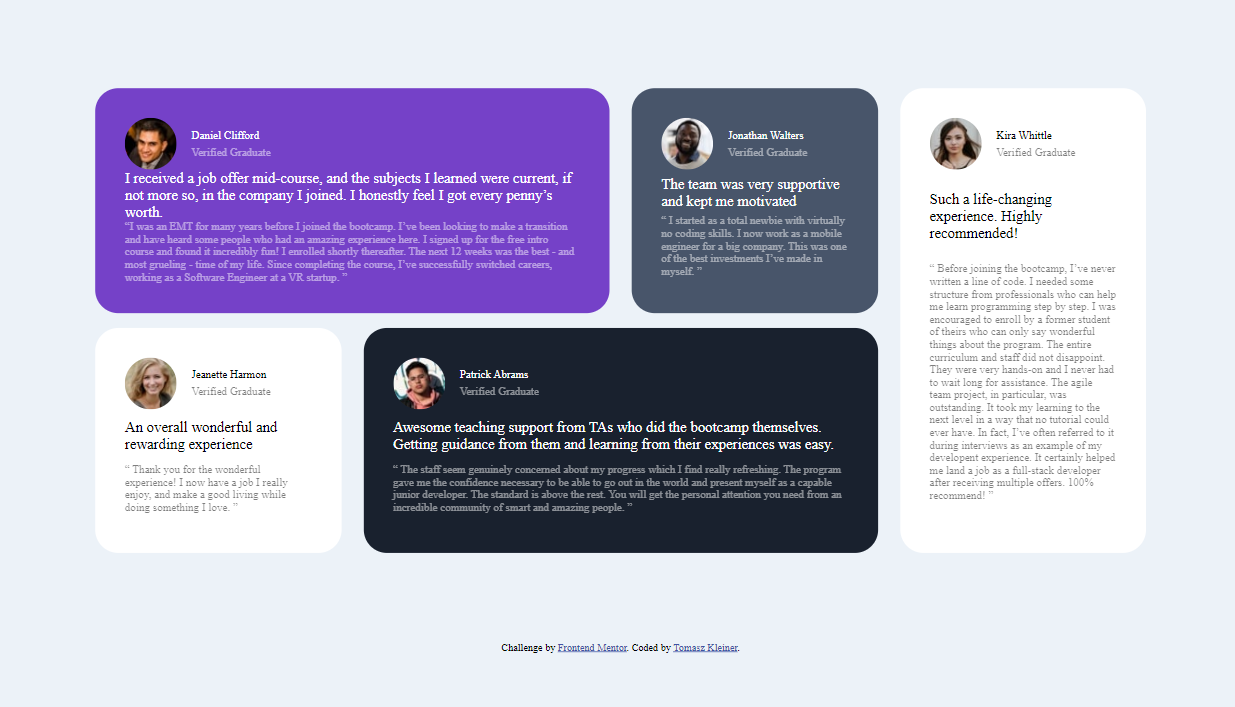 Daniel Clifford
Verified Graduate
I received a job offer mid-course, and the subjects I learned were current, if
not more so, in the company I joined. I honestly feel I got every penny’s
worth.
“I was an EMT for many years before I joined the bootcamp. I’ve been looking to make a transition
and have heard some people who had an amazing experience here. I signed up for the free intro
course and found it incredibly fun! I enrolled shortly thereafter. The next 12 weeks was the best - and
most grueling - time of my life. Since completing the course, I’ve successfully switched careers,
working as a Software Engineer at a VR startup. ”
Jonathan Walters
Verified Graduate
The team was very supportive
and kept me motivated
“ I started as a total newbie with virtually
no coding skills. I now work as a mobile
engineer for a big company. This was one
of the best investments I’ve made in
myself. ”
Kira Whittle
Verified Graduate
Such a life-changing
experience. Highly
recommended!
“ Before joining the bootcamp, I’ve never
written a line of code. I needed some
structure from professionals who can help
me learn programming step by step. I was
encouraged to enroll by a former student
of theirs who can only say wonderful
things about the program. The entire
curriculum and staff did not disappoint.
They were very hands-on and I never had
to wait long for assistance. The agile
team project, in particular, was
outstanding. It took my learning to the
next level in a way that no tutorial could
ever have. In fact, I’ve often referred to it
during interviews as an example of my
developent experience. It certainly helped
me land a job as a full-stack developer
after receiving multiple offers. 100%
recommend! ”
Jeanette Harmon
Verified Graduate
An overall wonderful and
rewarding experience
“ Thank you for the wonderful
experience! I now have a job I really
enjoy, and make a good living while
doing something I love. ”
Patrick Abrams
Verified Graduate
Awesome teaching support from TAs who did the bootcamp themselves.
Getting guidance from them and learning from their experiences was easy.
“ The staff seem genuinely concerned about my progress which I find really refreshing. The program
gave me the confidence necessary to be able to go out in the world and present myself as a capable
junior developer. The standard is above the rest. You will get the personal attention you need from an
incredible community of smart and amazing people. ”
Challenge by Frontend Mentor. Coded by Tomasz Kleiner.